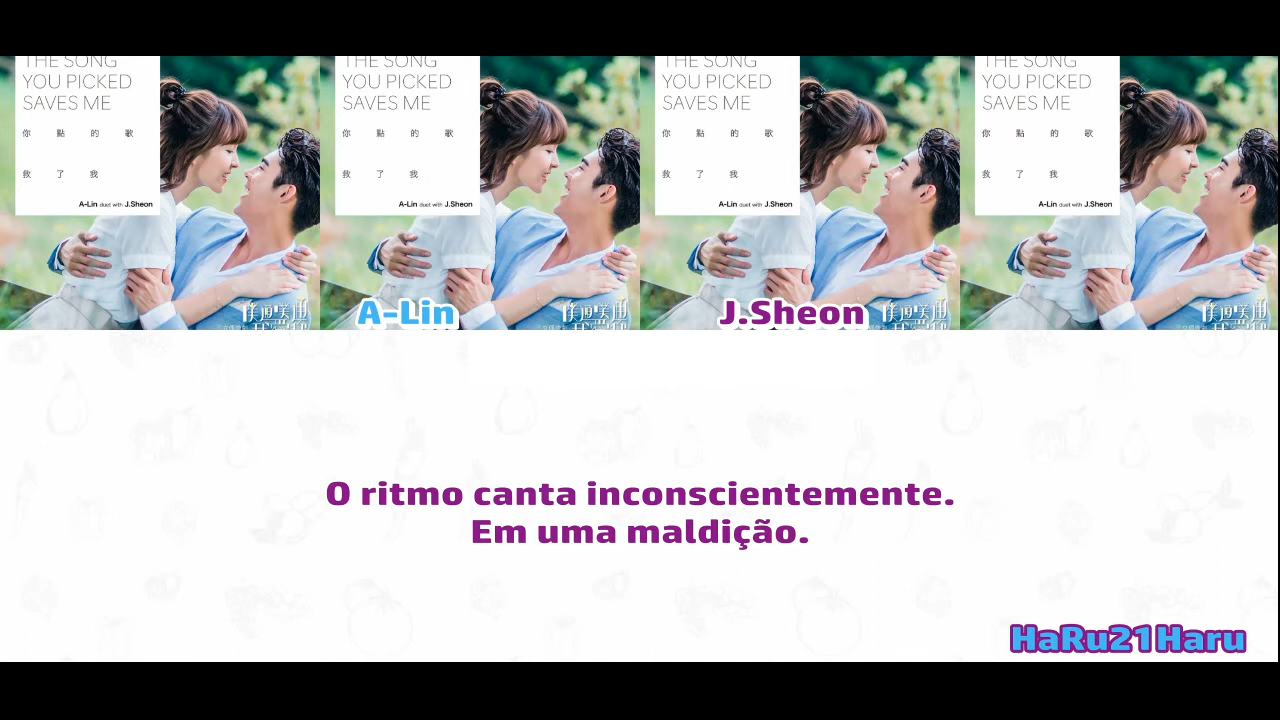 THE SONG
YOU PICKED
SAVES ME
你 點 的 歌
救 了 我
A-Lin duet with J.Sheon
THE SONG
YOU PICKED
SAVES ME
你 點 的 歌
救 了 我
A-Lin duet with J.Sheon
THE SONG
YOU PICKED
SAVES ME
你 點 的 歌
救 了 我
A-Lin duet with J.Sheon
THE SONG
YOU PICKED
SAVES ME
你 點 的 歌
救 了 我
A-Lin duet with J.Sheon
A-Lin
J.Sheon
O ritmo canta inconscientemente.
Em uma maldição.
HaRu21Haru